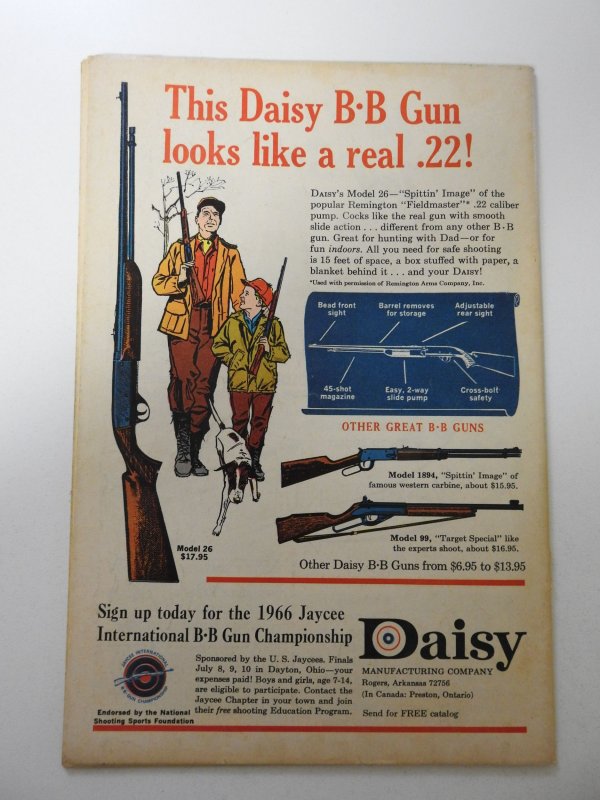 This Daisy B·B Gun
looks like a real .22!
DAISY'S Model 26—"Spittin' Image" of the
popular Remington "Fieldmaster"* .22 caliber
pump. Cocks like the real gun with smooth
slide action . . . different from any other B·B
gun. Great for hunting with Dad—or for
fun indoors. All you need for safe shooting
is 15 feet of space, a box stuffed with paper, a
blanket behind it . . . and your DAISY!
*Used with permission of Remington Arms Company, Inc.
Bead front
sight
Barrel removes
for storage
Adjustable
rear sight
45-shot
magazine
Easy, 2-way
slide pump
Cross-bolt
safety
OTHER GREAT B·B GUNS
Model 1894, "Spittin' Image" of
famous western carbine, about $15.95.
Model 99, "Target Special" like
the experts shoot, about $16.95.
Model 26
$17.95
Other Daisy B·B Guns from $6.95 to $13.95
Sign up today for the 1966 Jaycee
International B·B Gun Championship
JAYCEE INTERNATIONAL
B·B GUN CHAMPIONSHIP
Endorsed by the National
Shooting Sports Foundation
Sponsored by the U. S. Jaycees. Finals
July 8, 9, 10 in Dayton, Ohio—your
expenses paid! Boys and girls, age 7-14,
are eligible to participate. Contact the
Jaycee Chapter in your town and join
their free shooting Education Program.
Daisy
MANUFACTURING COMPANY
Rogers, Arkansas 72756
(In Canada: Preston, Ontario)
Send for FREE catalog